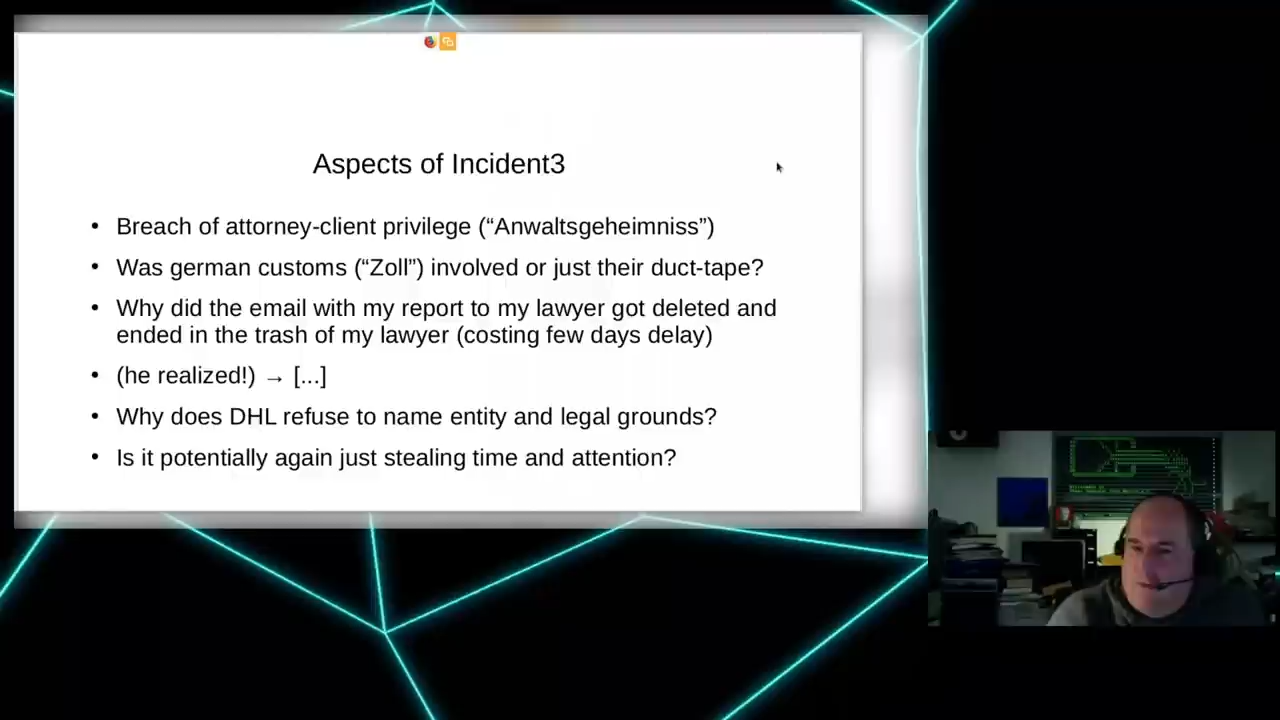 Aspects of Incident3
• Breach of attorney-client privilege (“Anwaltsgeheimniss”)
• Was german customs (“Zoll”) involved or just their duct-tape?
• Why did the email with my report to my lawyer got deleted and
ended in the trash of my lawyer (costing few days delay)
• (he realized!) → [...]
• Why does DHL refuse to name entity and legal grounds?
• Is it potentially again just stealing time and attention?